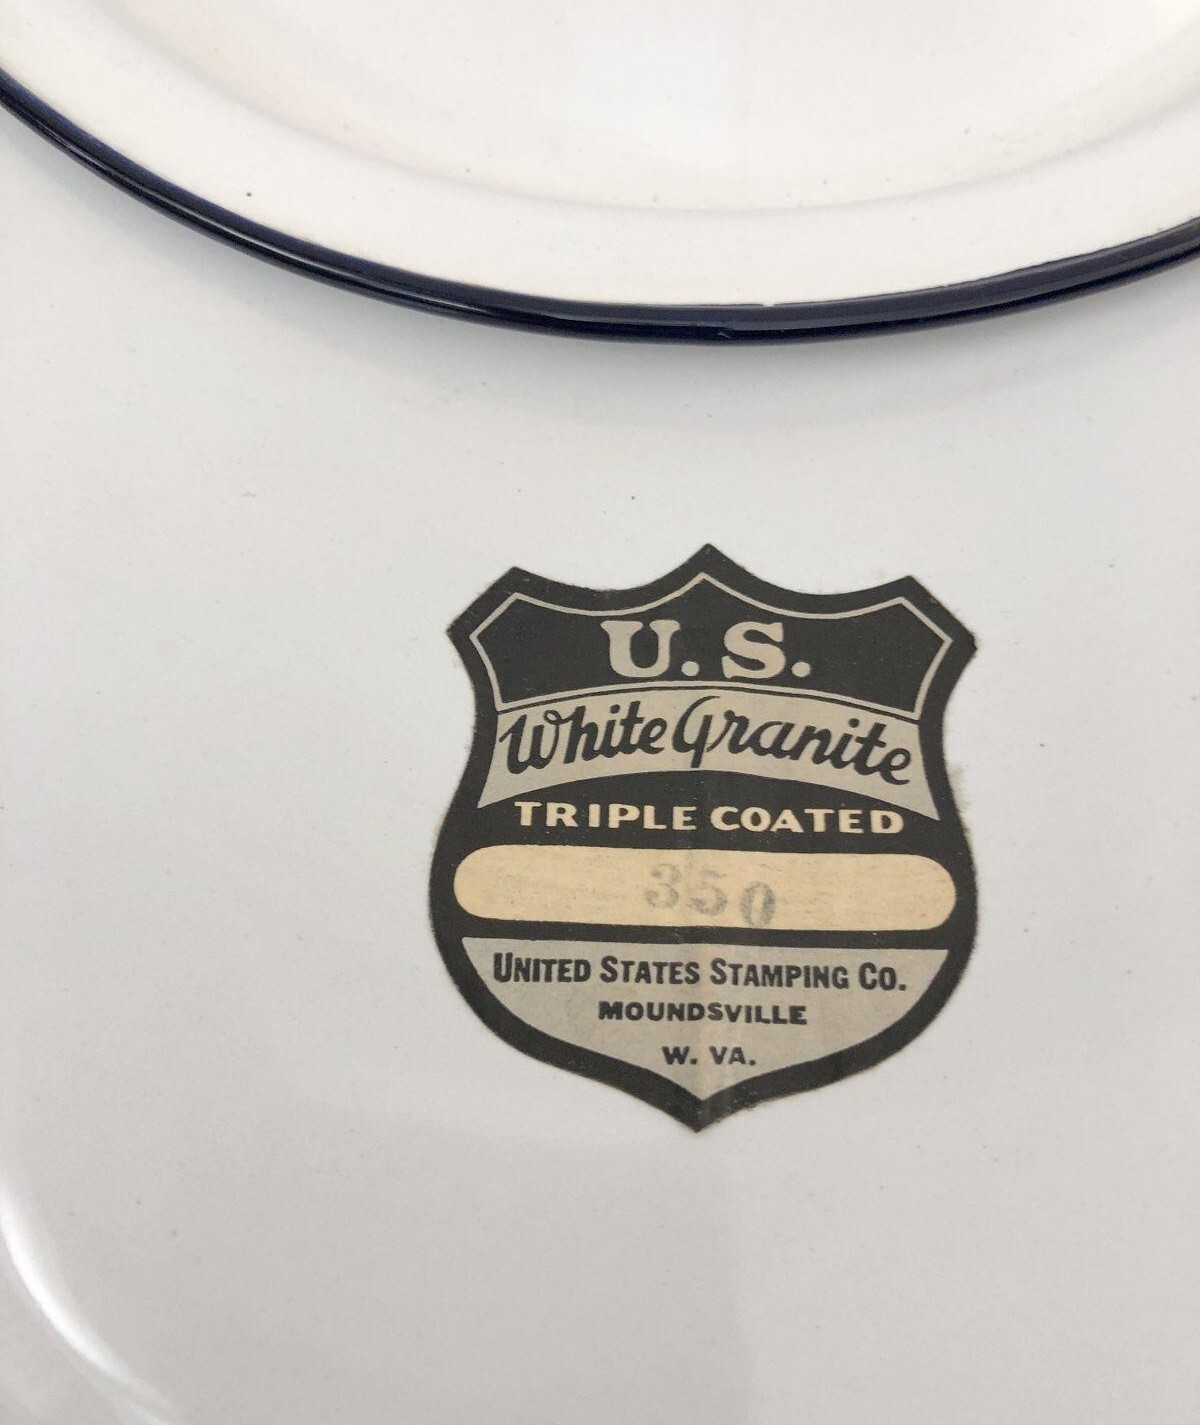 U.S.
White Granite
TRIPLE COATED
350
UNITED STATES STAMPING CO.
MOUNDSVILLE
W. VA.